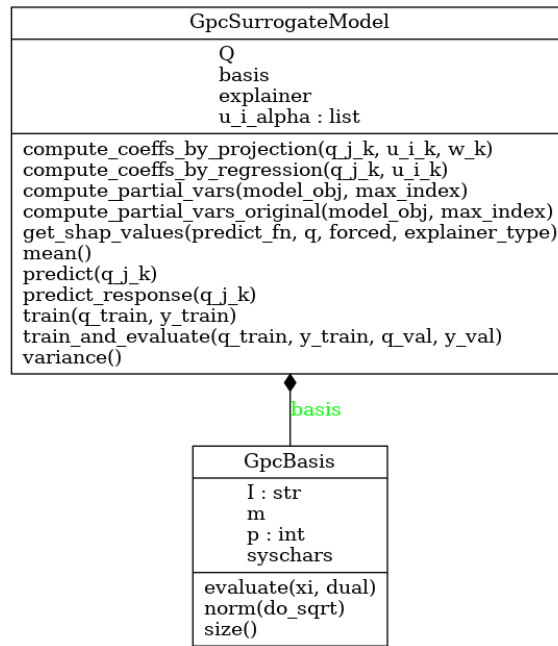 GpcSurrogateModel
Q
basis
explainer
u_i_alpha : list
compute_coeffs_by_projection(q_j_k, u_i_k, w_k)
compute_coeffs_by_regression(q_j_k, u_i_k)
compute_partial_vars(model_obj, max_index)
compute_partial_vars_original(model_obj, max_index)
get_shap_values(predict_fn, q, forced, explainer_type)
mean()
predict(q_j_k)
predict_response(q_j_k)
train(q_train, y_train)
train_and_evaluate(q_train, y_train, q_val, y_val)
variance()
basis
GpcBasis
I : str
m
p : int
syschars
evaluate(xi, dual)
norm(do_sqrt)
size()